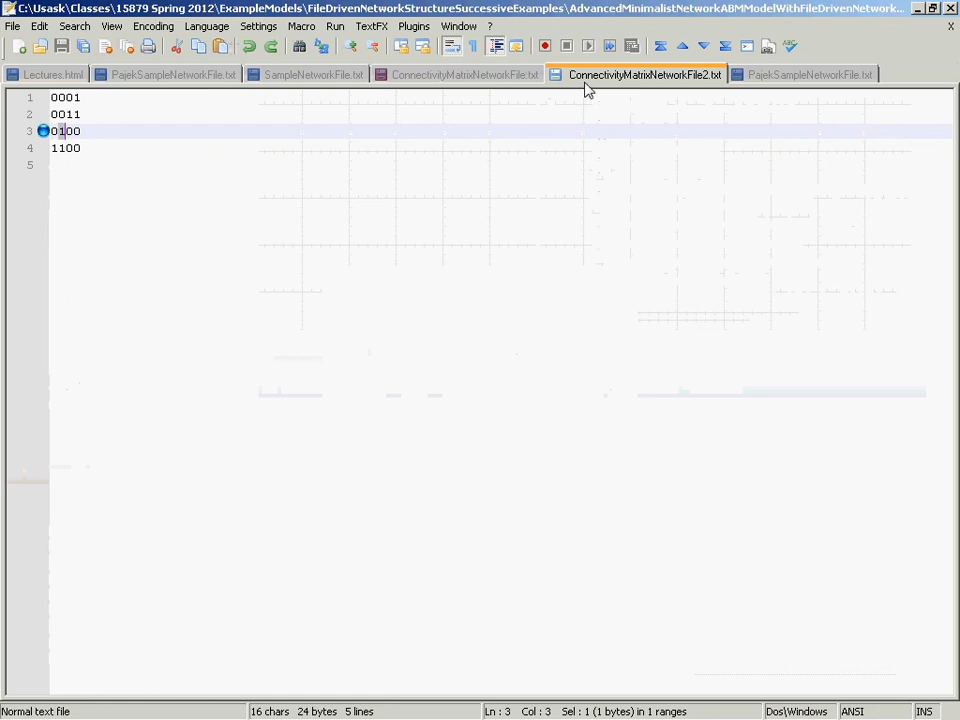 C:\Usask\Classes\15879 Spring 2012\ExampleModels\FileDrivenNetworkStructureSuccessiveExamples\AdvancedMinimalistNetworkABMModelWithFileDrivenNetwork...
File Edit Search View Encoding Language Settings Macro Run TextFX Plugins Window ? X
Lectures.html PajekSampleNetworkFile.txt SampleNetworkFile.txt ConnectivityMatrixNetworkFile.txt ConnectivityMatrixNetworkFile2.txt PajekSampleNetworkFile.txt
1 0001
2 0011
3 0100
4 1100
5
Normal text file 16 chars 24 bytes 5 lines Ln : 3 Col : 3 Sel : 1 (1 bytes) in 1 ranges Dos\Windows ANSI INS